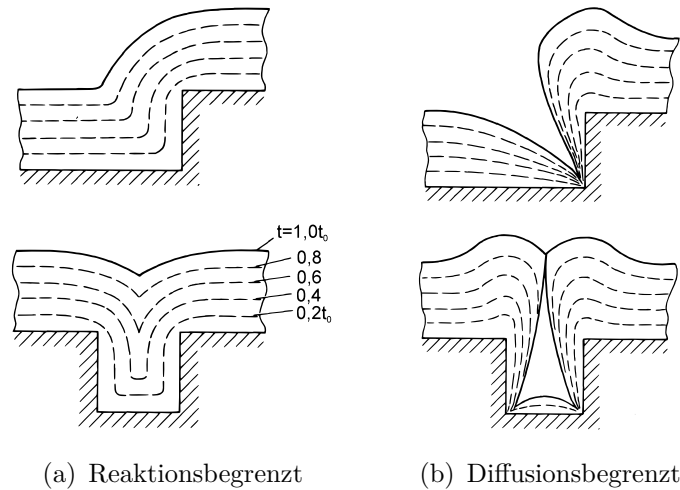 t=1,0t₀
0,8
0,6
0,4
0,2t₀
(a) Reaktionsbegrenzt
(b) Diffusionsbegrenzt